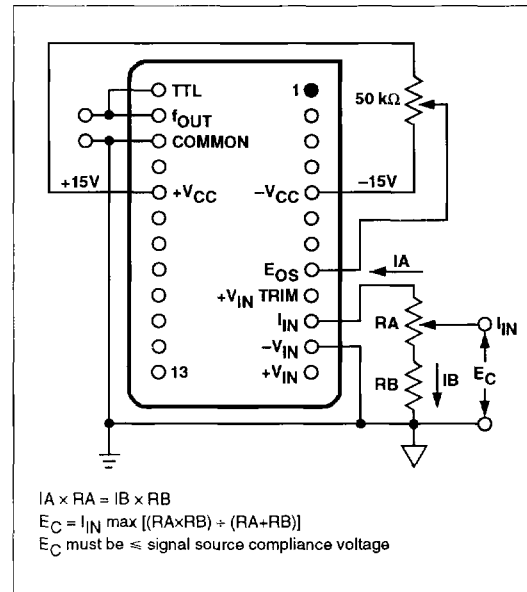 TTL
1
50 kΩ
fOUT
COMMON
+15V
+VCC
−VCC
−15V
EOS
IA
+VIN TRIM
IIN
RA
IIN
−VIN
EC
RB
IB
13
+VIN
IA × RA = IB × RB
EC = IIN max [(RA×RB) ÷ (RA+RB)]
EC must be ⩽ signal source compliance voltage